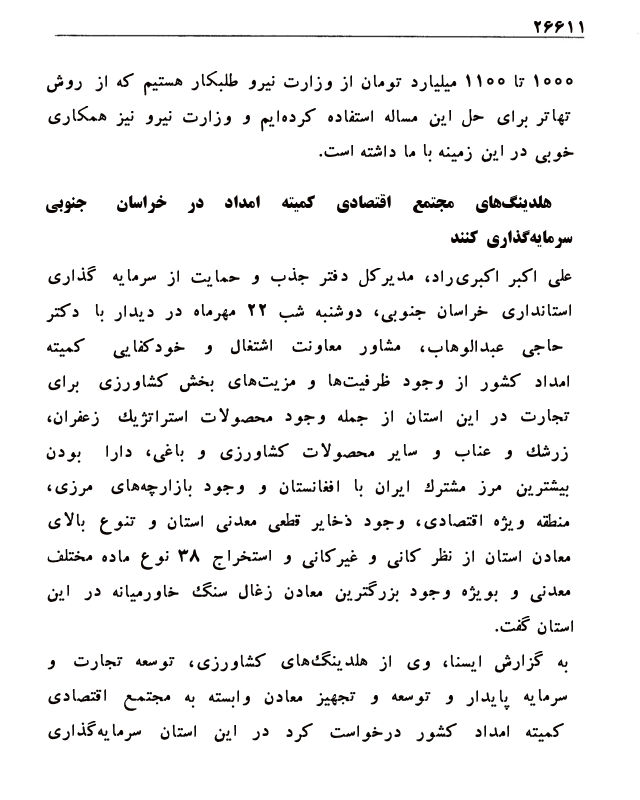 ۲۶۶۱۱
۱۰۰۰ تا ۱۱۰۰ میلیارد تومان از وزارت نیرو طلبکار هستیم که از روش
تهاتر برای حل این مساله استفاده کرده‌ایم و وزارت نیرو نیز همکاری
خوبی در این زمینه با ما داشته است.
هلدینگ‌های مجتمع اقتصادی کمیته امداد در خراسان جنوبی
سرمایه‌گذاری کنند
علی اکبر اکبری‌راد، مدیرکل دفتر جذب و حمایت از سرمایه گذاری
استانداری خراسان جنوبی، دوشنبه شب ۲۲ مهرماه در دیدار با دکتر
حاجی عبدالوهاب، مشاور معاونت اشتغال و خودکفایی کمیته
امداد کشور از وجود ظرفیت‌ها و مزیت‌های بخش کشاورزی برای
تجارت در این استان از جمله وجود محصولات استراتژیك زعفران،
زرشك و عناب و سایر محصولات کشاورزی و باغی، دارا بودن
بیشترین مرز مشترك ایران با افغانستان و وجود بازارچه‌های مرزی،
منطقه ویژه اقتصادی، وجود ذخایر قطعی معدنی استان و تنوع بالای
معادن استان از نظر کانی و غیرکانی و استخراج ۳۸ نوع ماده مختلف
معدنی و بویژه وجود بزرگترین معادن زغال سنگ خاورمیانه در این
استان گفت.
به گزارش ایسنا، وی از هلدینگ‌های کشاورزی، توسعه تجارت و
سرمایه پایدار و توسعه و تجهیز معادن وابسته به مجتمع اقتصادی
کمیته امداد کشور درخواست کرد در این استان سرمایه‌گذاری